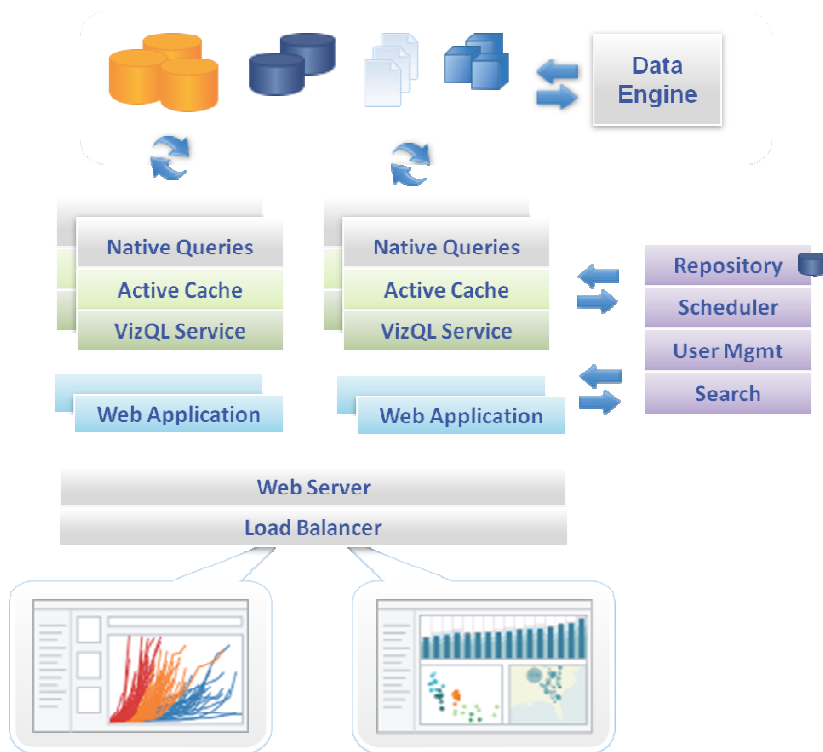 Data
Engine
Native Queries
Active Cache
VizQL Service
Native Queries
Active Cache
VizQL Service
Repository
Scheduler
User Mgmt
Search
Web Application
Web Application
Web Server
Load Balancer